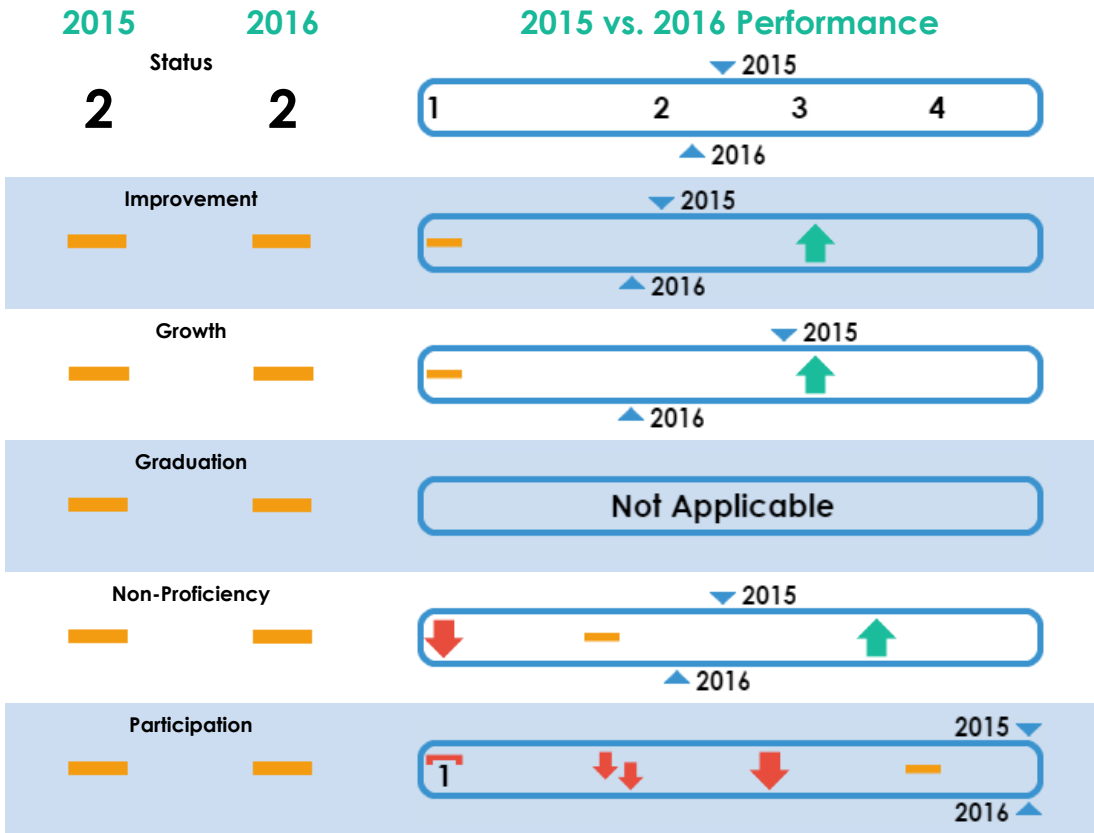 2015 2016 2015 vs. 2016 Performance
Status
2015
2 2
1 2 3 4
2016
Improvement
2015
2016
Growth
2015
2016
Graduation
Not Applicable
Non-Proficiency
2015
2016
Participation
2015
1
2016